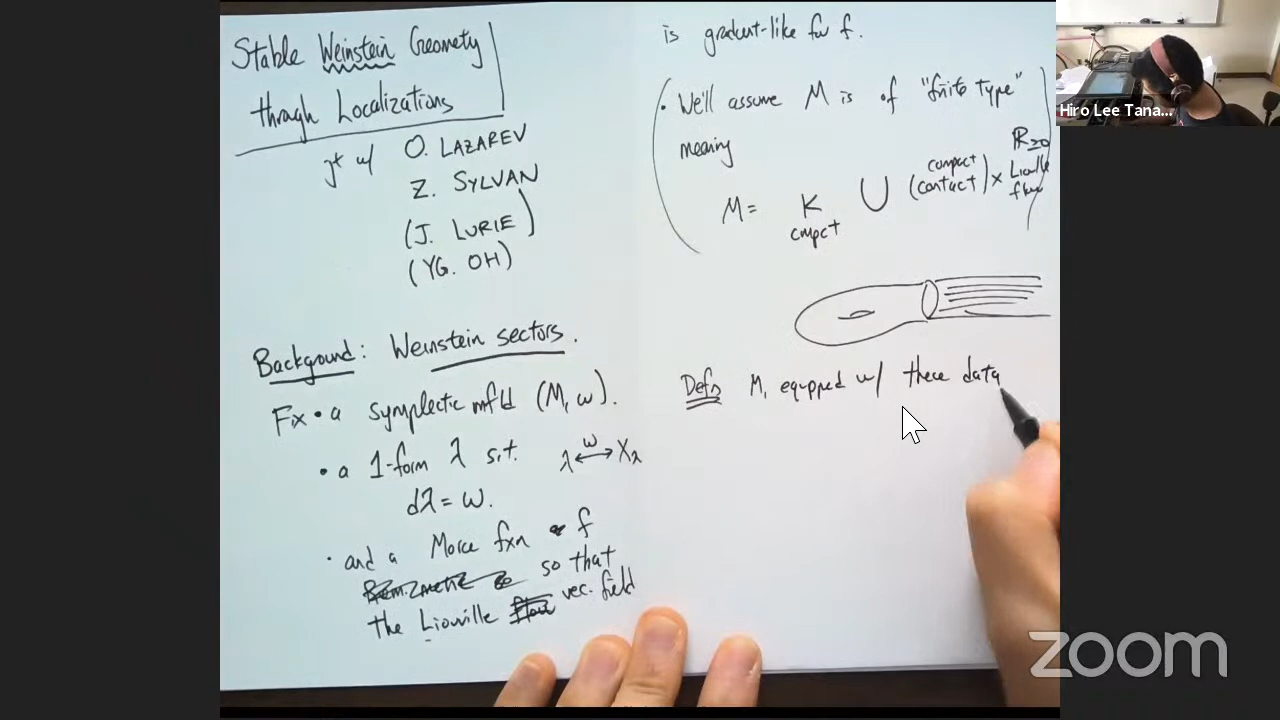 Stable Weinstein Geometry
through Localizations
jt w/ O. LAZAREV
Z. SYLVAN
(J. LURIE)
(YG. OH)
Background: Weinstein sectors.
Fix • a symplectic mfld (M, ω).
• a 1-form λ s.t. λ ↔ X_λ
ω
dλ = ω.
• and a Morse fxn f
so that
the Liouville vec. field
is gradient-like for f.
( • We'll assume M is of "finite type"
meaning
M = K ∪ (contact) × Liouville
cmpct
compact
ℝ≥0
flow )
Defn M, equipped w/ these data
Hiro Lee Tana...
zoom